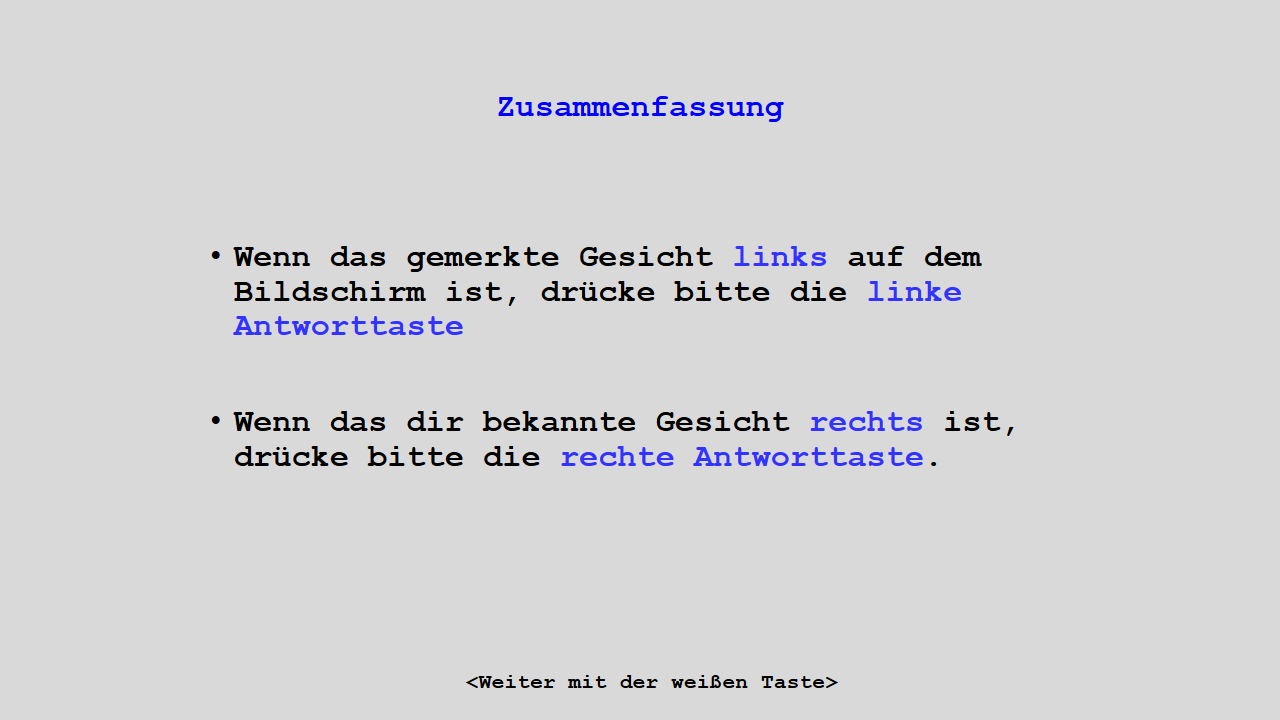 Zusammenfassung
• Wenn das gemerkte Gesicht links auf dem
Bildschirm ist, drücke bitte die linke
Antworttaste
• Wenn das dir bekannte Gesicht rechts ist,
drücke bitte die rechte Antworttaste.
<Weiter mit der weißen Taste>